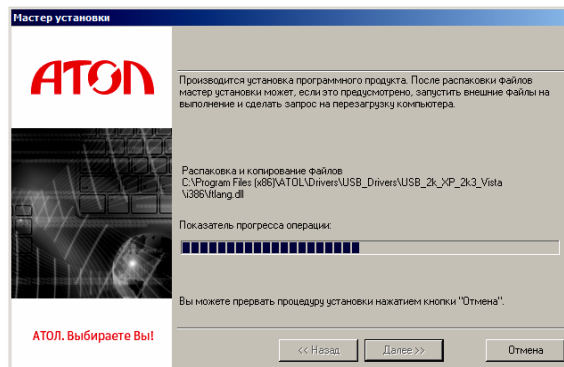 Мастер установки
АТОЛ
Производится установка программного продукта. После распаковки файлов
мастер установки может, если это предусмотрено, запустить внешние файлы на
выполнение и сделать запрос на перезагрузку компьютера.
Распаковка и копирование файлов
C:\Program Files (x86)\ATOL\Drivers\USB_Drivers\USB_2k_XP_2k3_Vista
\i386\ftlang.dll
Показатель прогресса операции:
Вы можете прервать процедуру установки нажатием кнопки "Отмена".
АТОЛ. Выбираете Вы!
<< Назад
Далее >>
Отмена